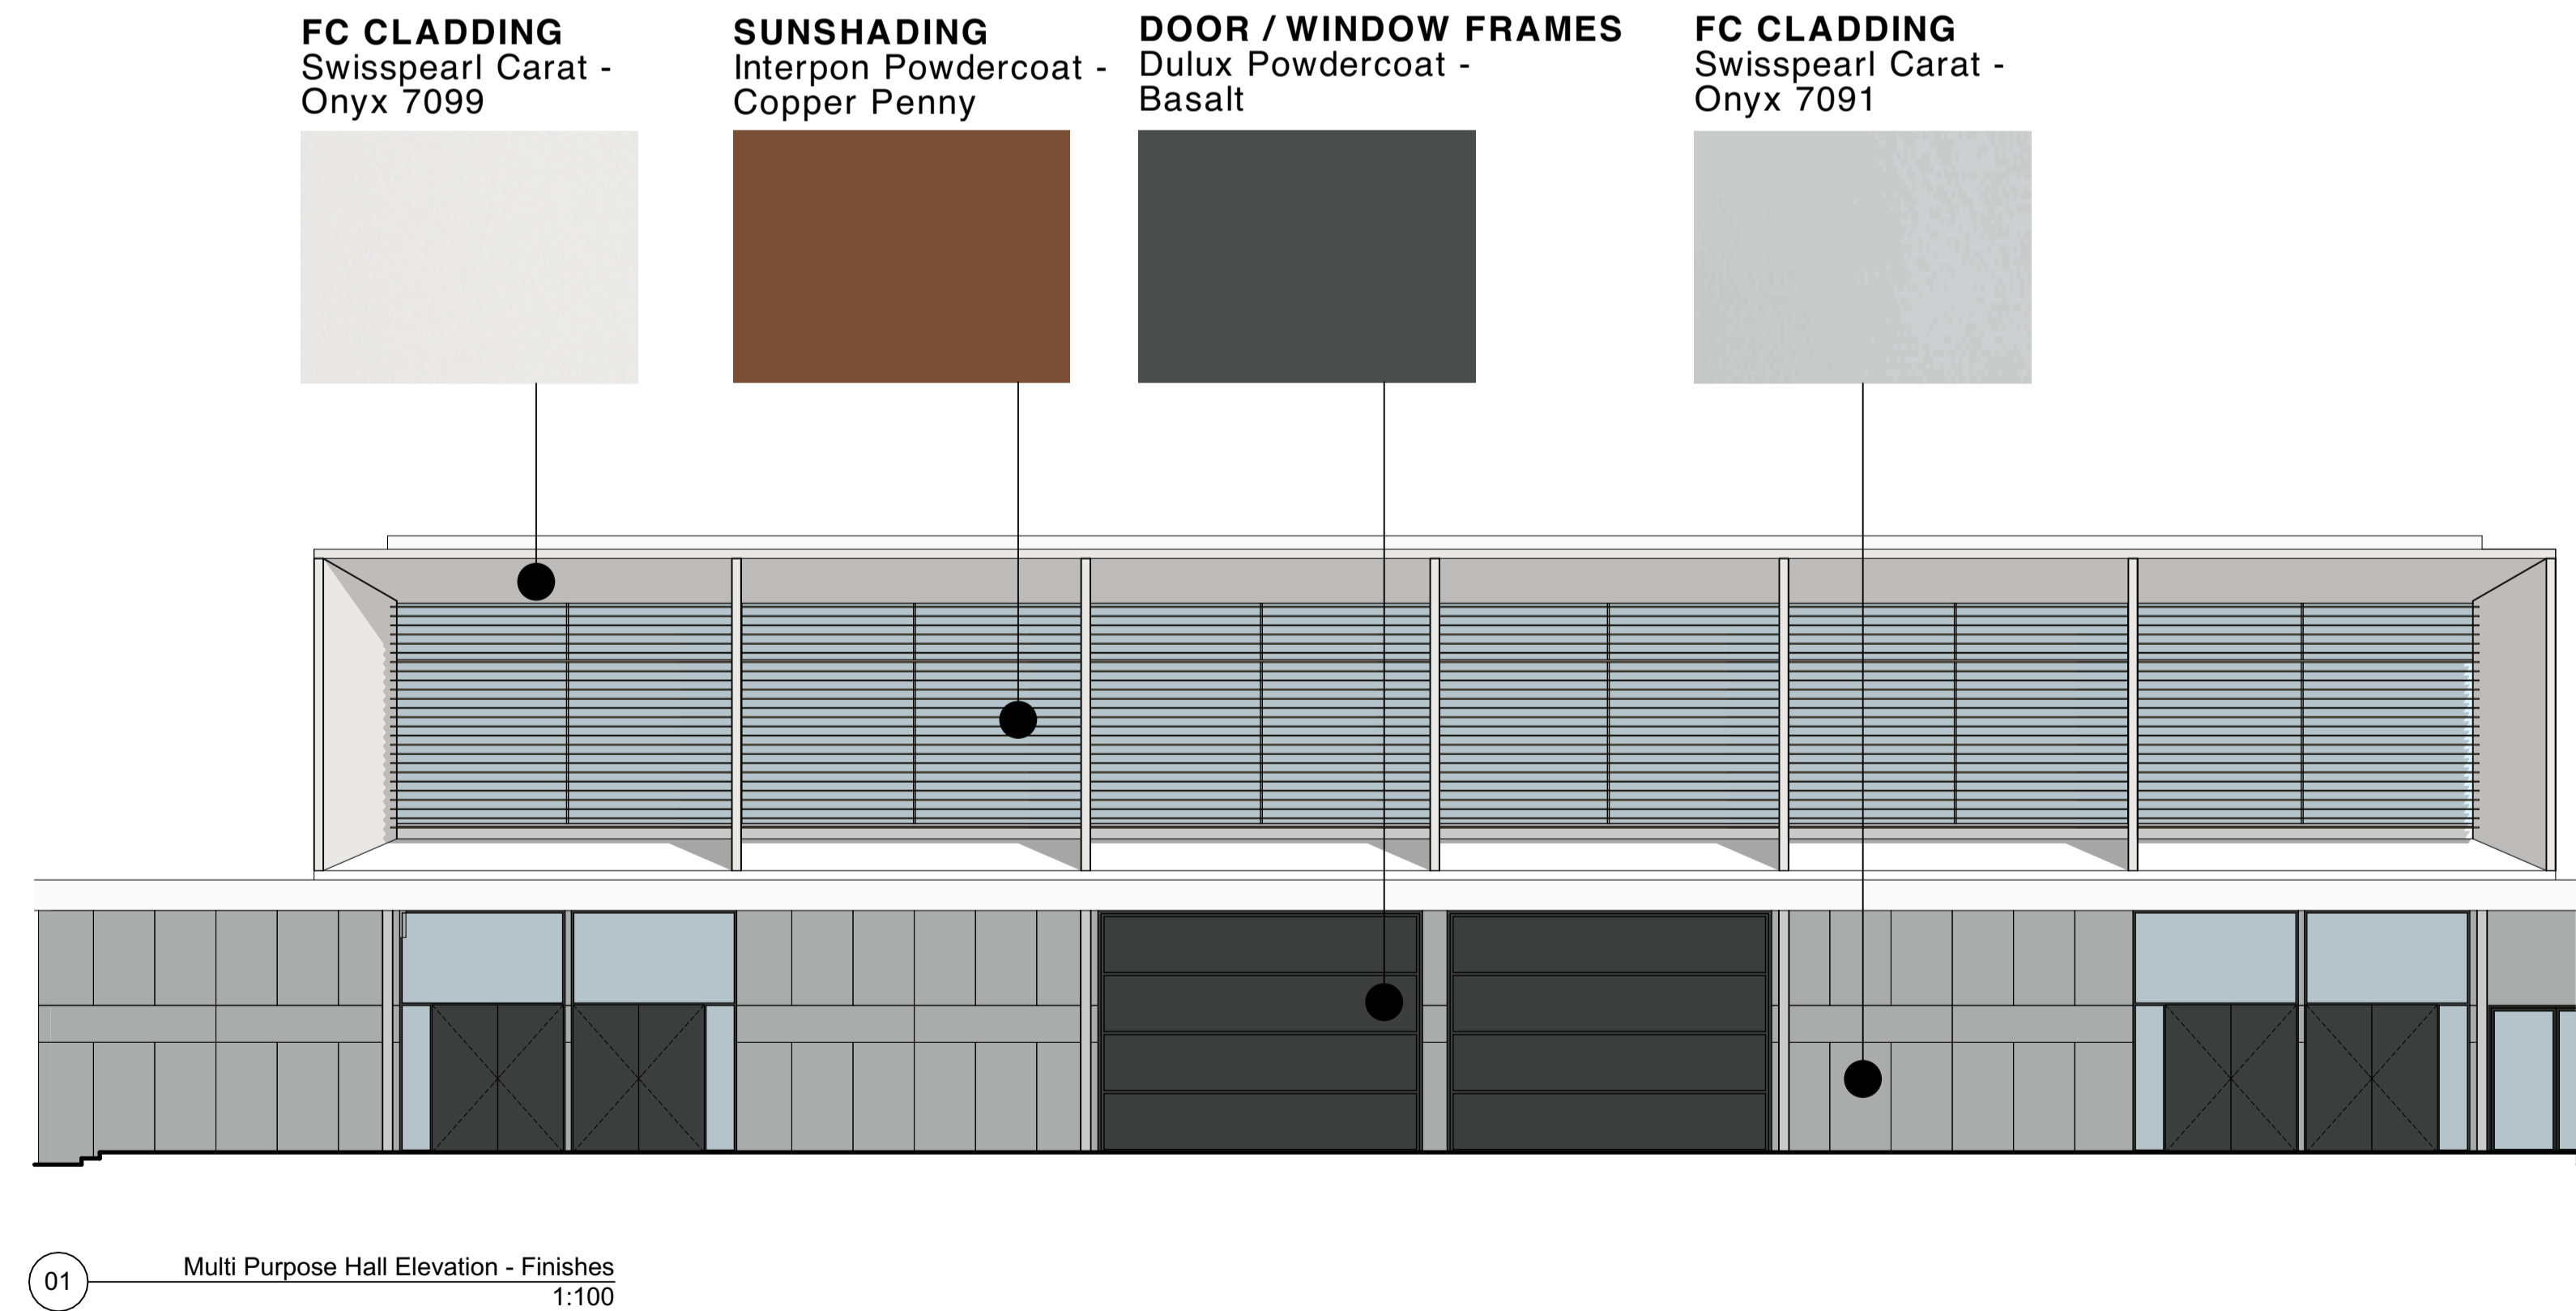 FC CLADDING
Swisspearl Carat -
Onyx 7099
SUNSHADING
Interpon Powdercoat -
Copper Penny
DOOR / WINDOW FRAMES
Dulux Powdercoat -
Basalt
FC CLADDING
Swisspearl Carat -
Onyx 7091
01
Multi Purpose Hall Elevation - Finishes
1:100